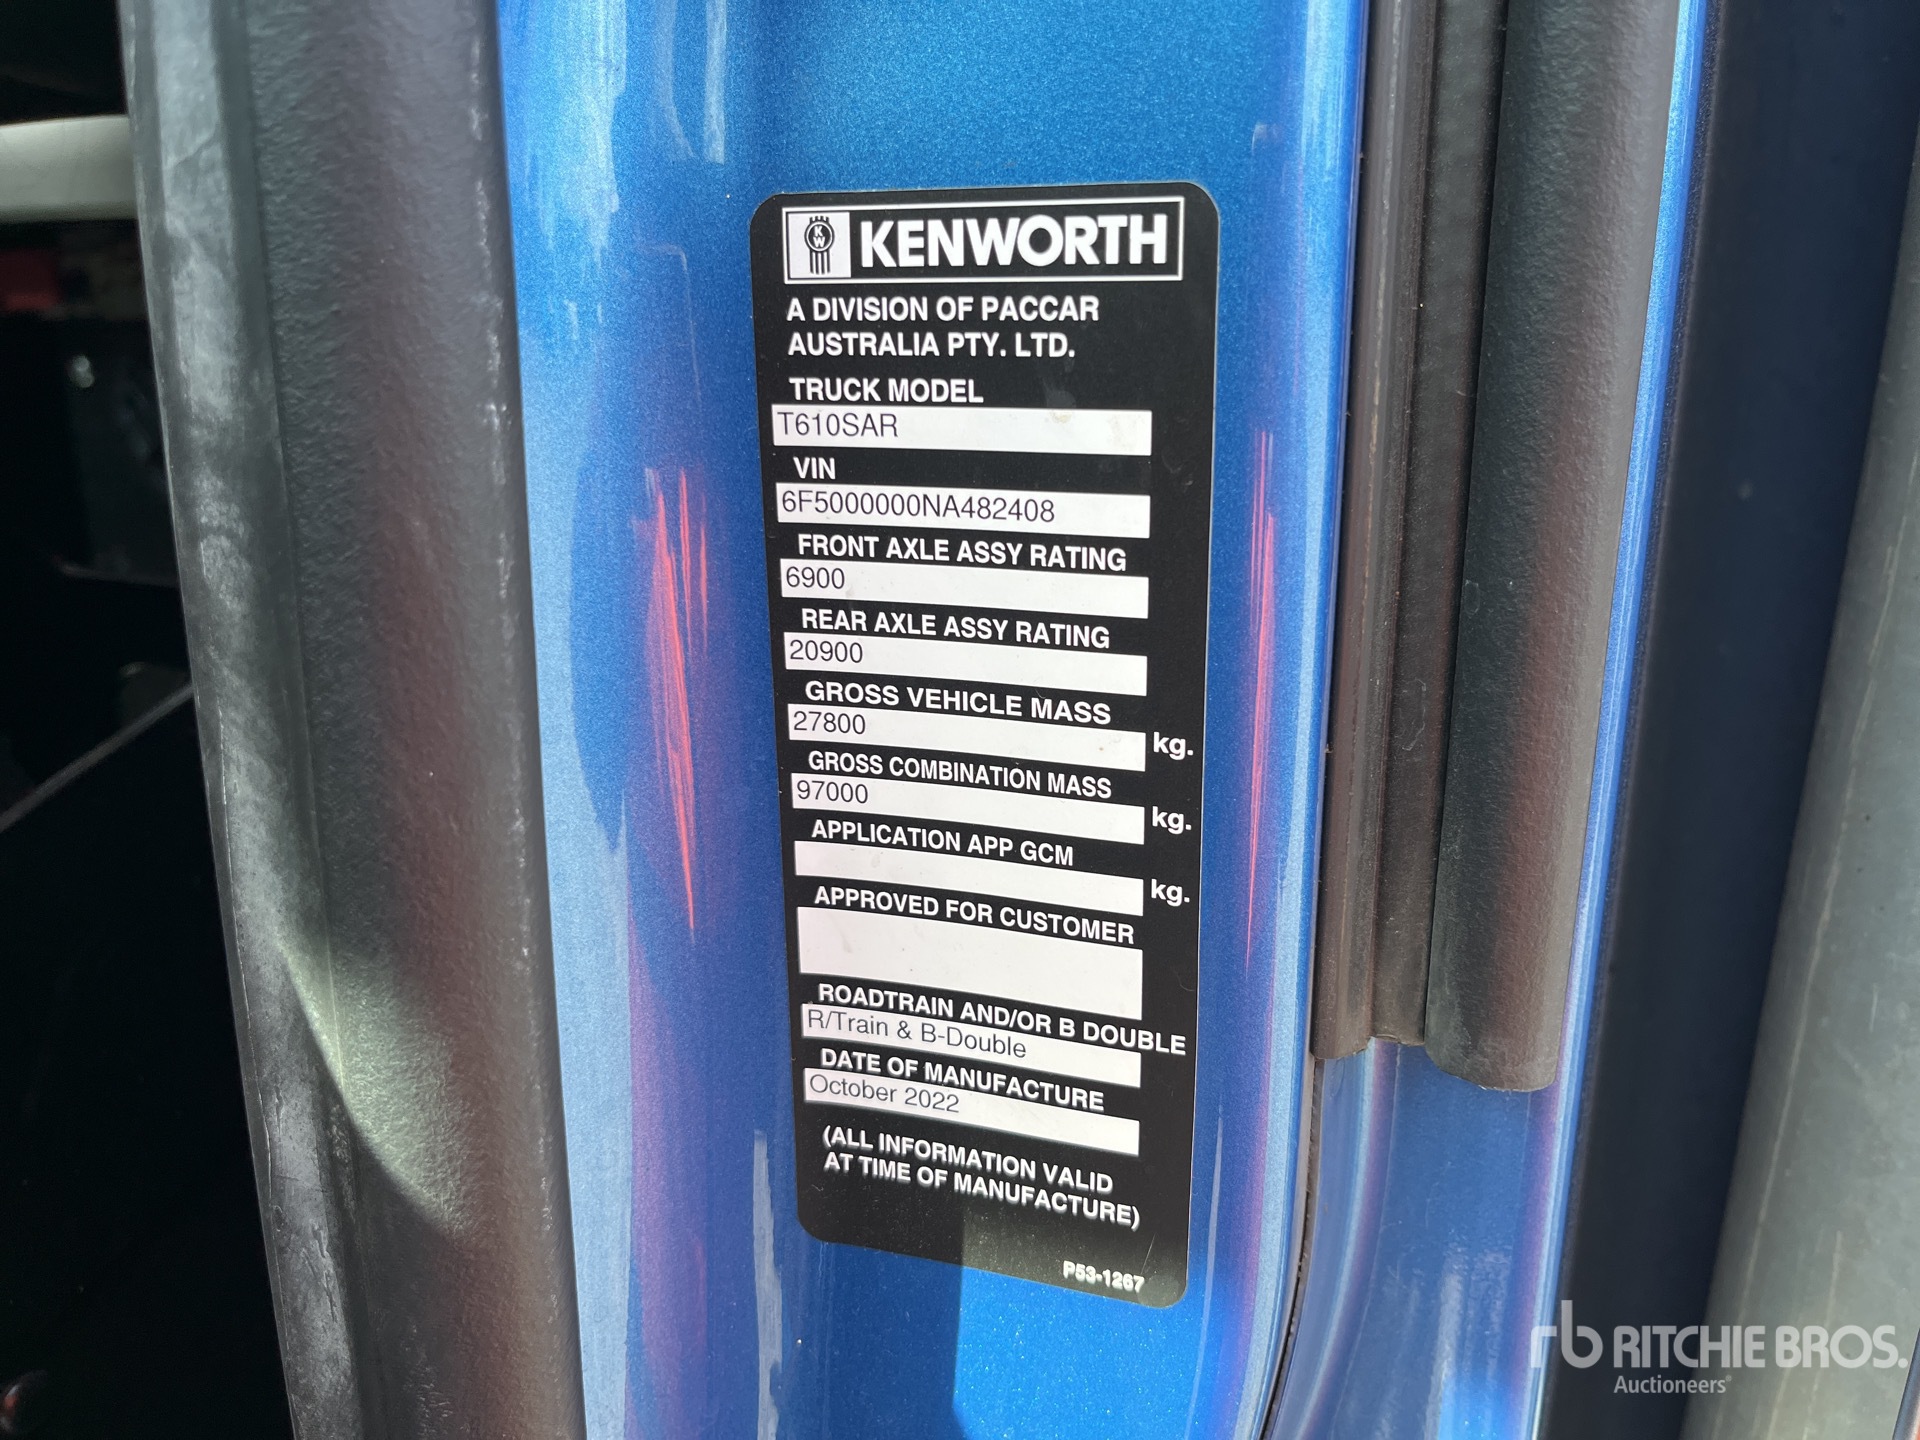 KW KENWORTH
A DIVISION OF PACCAR
AUSTRALIA PTY. LTD.
TRUCK MODEL
T610SAR
VIN
6F5000000NA482408
FRONT AXLE ASSY RATING
6900
REAR AXLE ASSY RATING
20900
GROSS VEHICLE MASS
27800 kg.
GROSS COMBINATION MASS
97000 kg.
APPLICATION APP GCM
kg.
APPROVED FOR CUSTOMER
ROADTRAIN AND/OR B DOUBLE
R/Train & B-Double
DATE OF MANUFACTURE
October 2022
(ALL INFORMATION VALID
AT TIME OF MANUFACTURE)
P53-1267
rb RITCHIE BROS.
Auctioneers